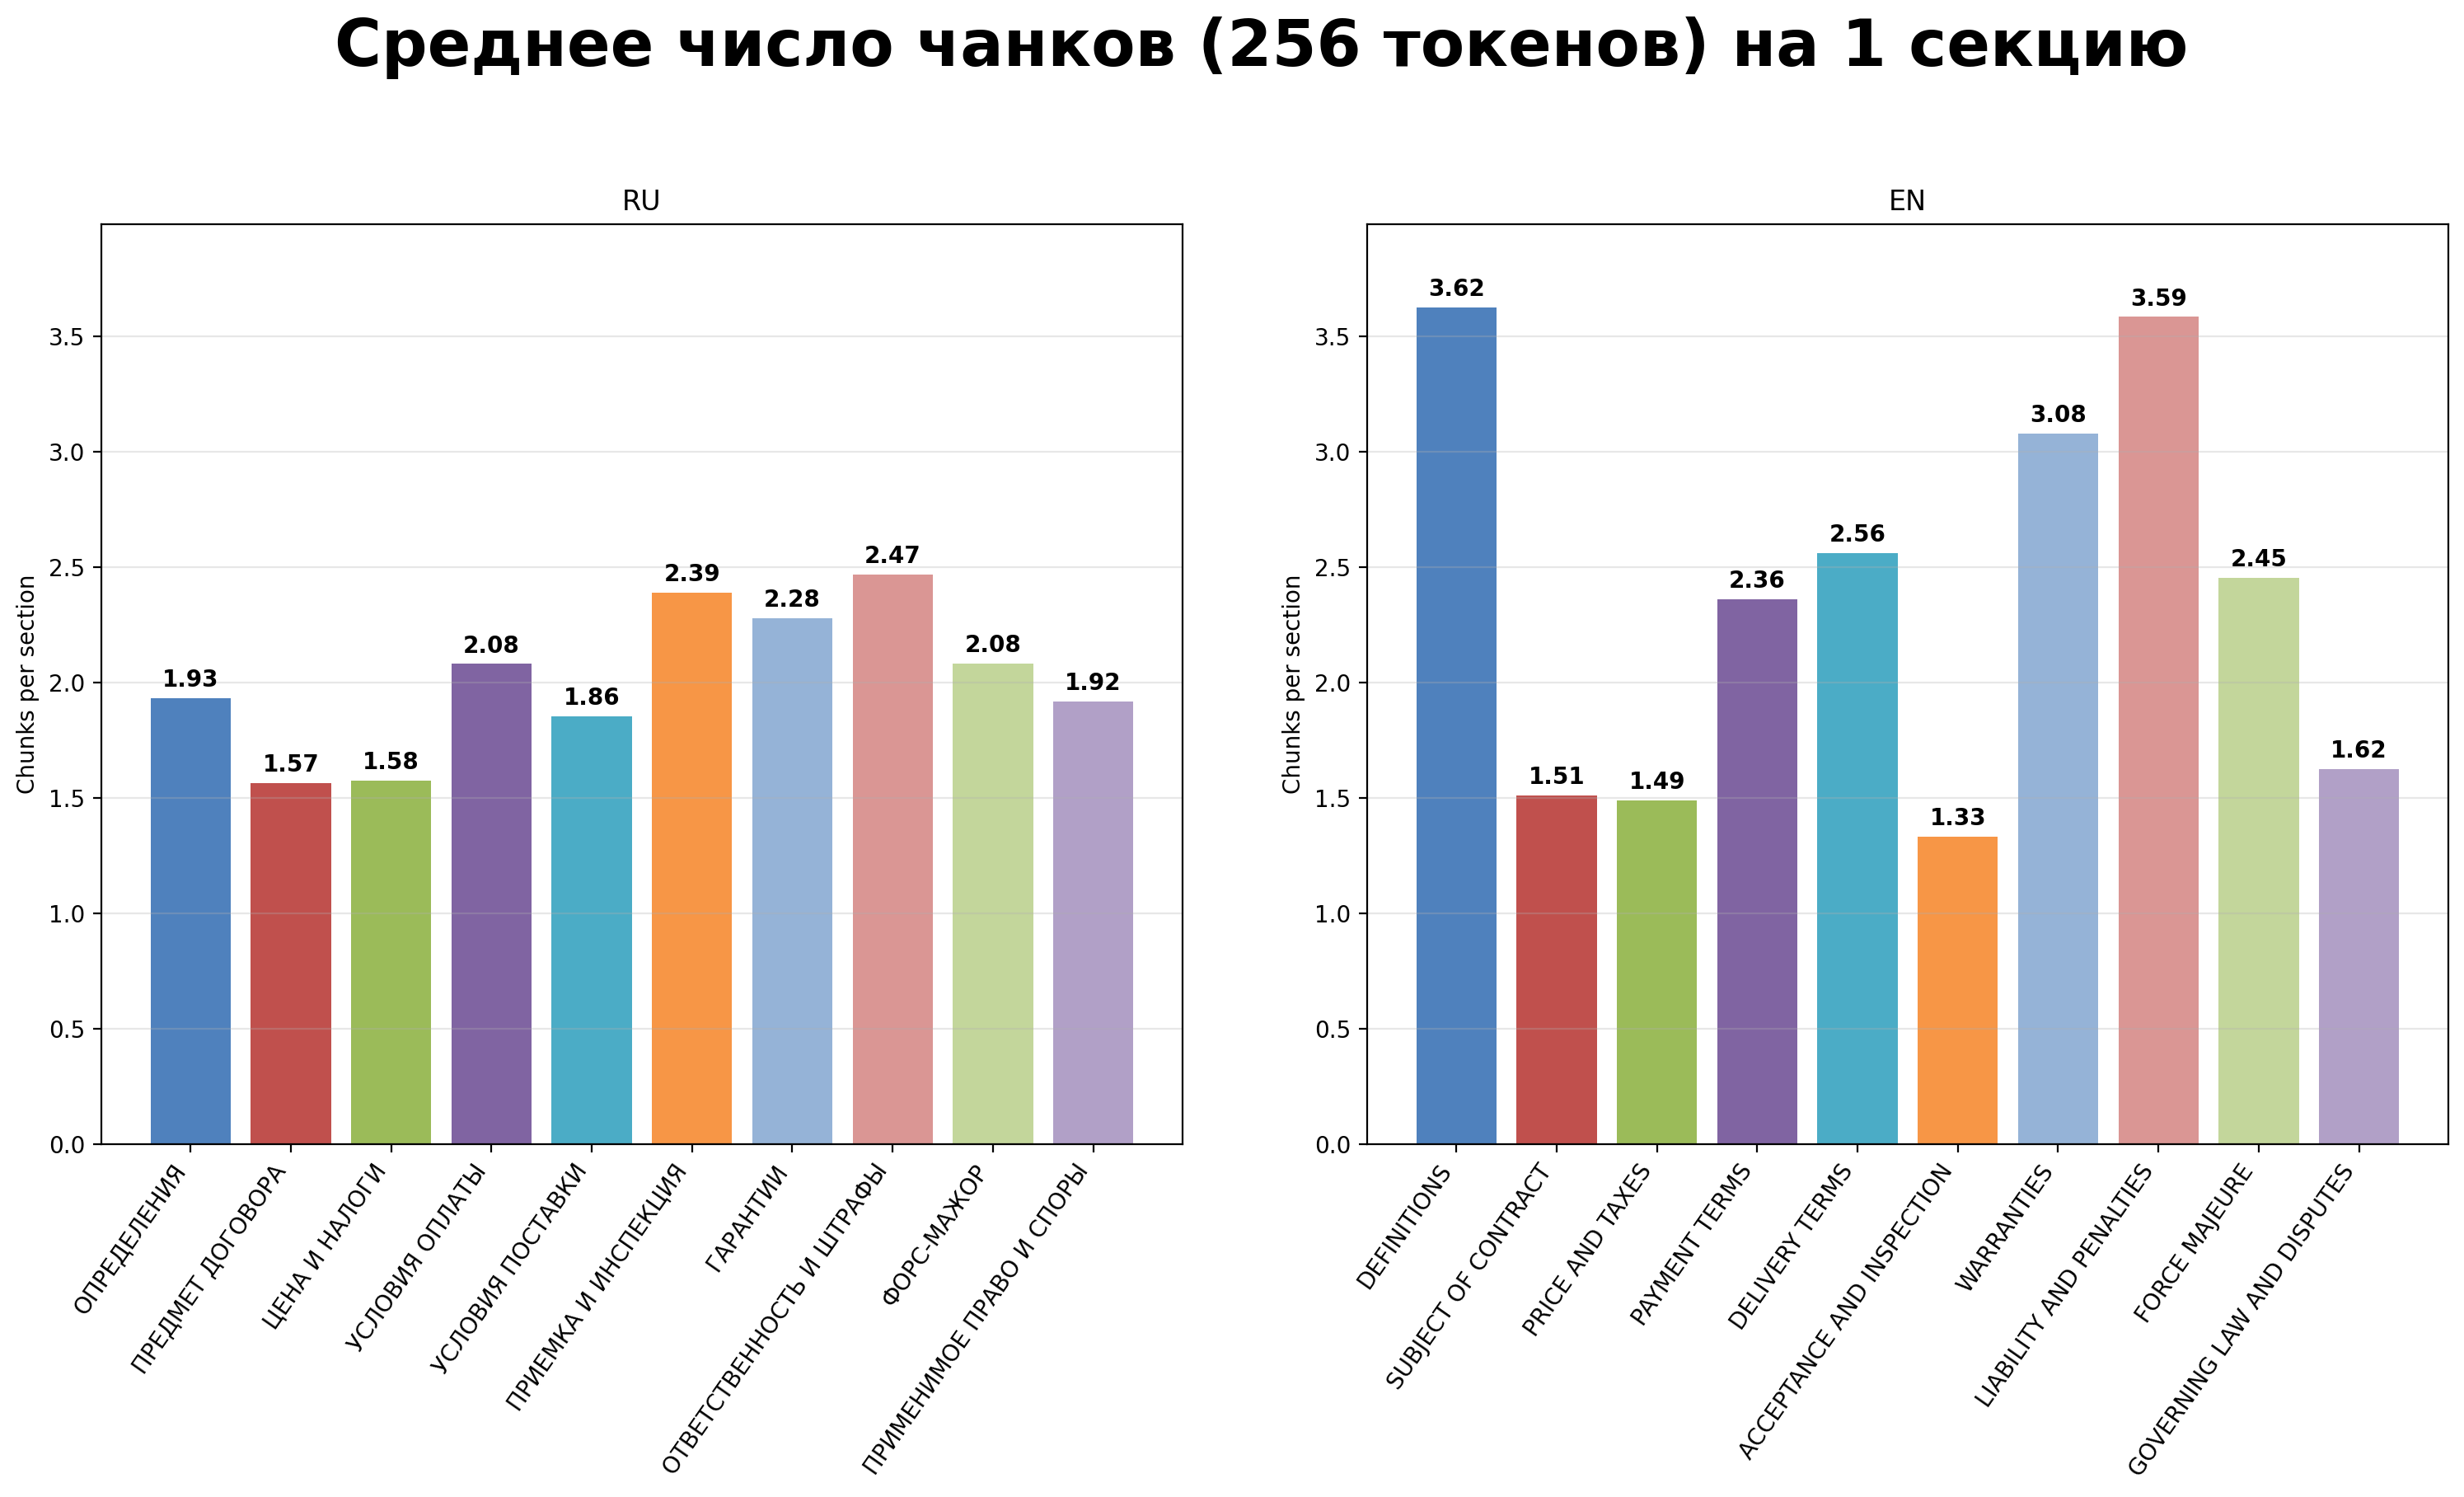 Среднее число чанков (256 токенов) на 1 секцию
RU
Chunks per section
3.5
3.0
2.5
2.0
1.5
1.0
0.5
0.0
1.93
1.57
1.58
2.08
1.86
2.39
2.28
2.47
2.08
1.92
ОПРЕДЕЛЕНИЯ
ПРЕДМЕТ ДОГОВОРА
ЦЕНА И НАЛОГИ
УСЛОВИЯ ОПЛАТЫ
УСЛОВИЯ ПОСТАВКИ
ПРИЕМКА И ИНСПЕКЦИЯ
ГАРАНТИИ
ОТВЕТСТВЕННОСТЬ И ШТРАФЫ
ФОРС-МАЖОР
ПРИМЕНИМОЕ ПРАВО И СПОРЫ
EN
Chunks per section
3.5
3.0
2.5
2.0
1.5
1.0
0.5
0.0
3.62
1.51
1.49
2.36
2.56
1.33
3.08
3.59
2.45
1.62
DEFINITIONS
SUBJECT OF CONTRACT
PRICE AND TAXES
PAYMENT TERMS
DELIVERY TERMS
ACCEPTANCE AND INSPECTION
WARRANTIES
LIABILITY AND PENALTIES
FORCE MAJEURE
GOVERNING LAW AND DISPUTES